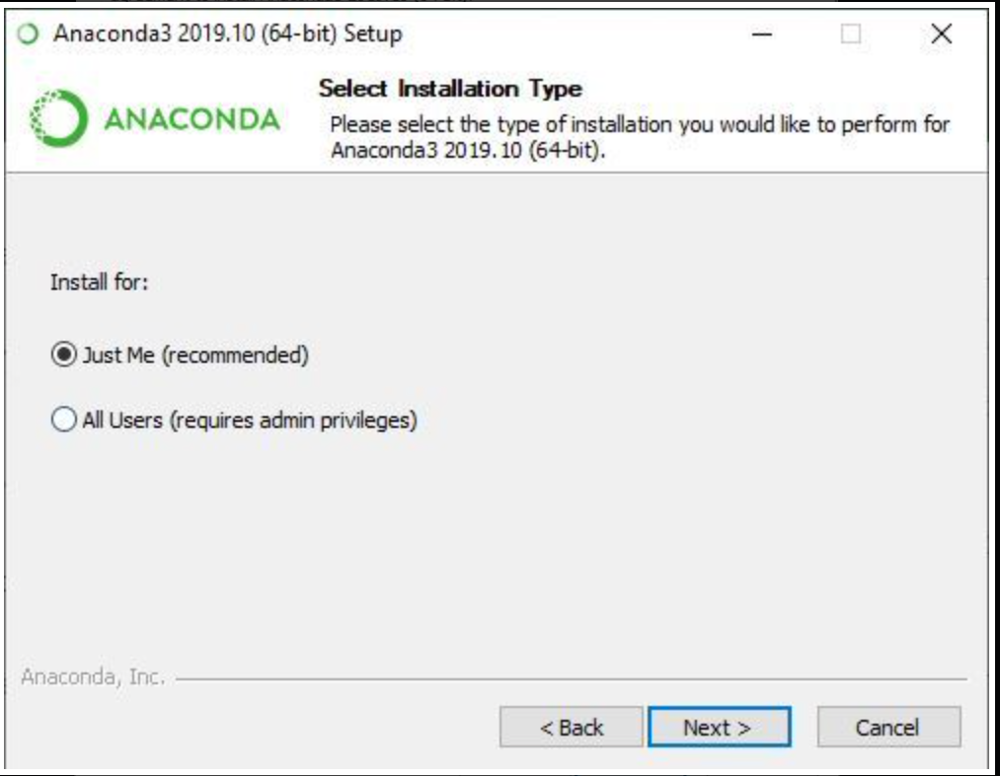 Anaconda3 2019.10 (64-bit) Setup
ANACONDA
Select Installation Type
Please select the type of installation you would like to perform for
Anaconda3 2019.10 (64-bit).
Install for:
Just Me (recommended)
All Users (requires admin privileges)
Anaconda, Inc.
< Back Next > Cancel